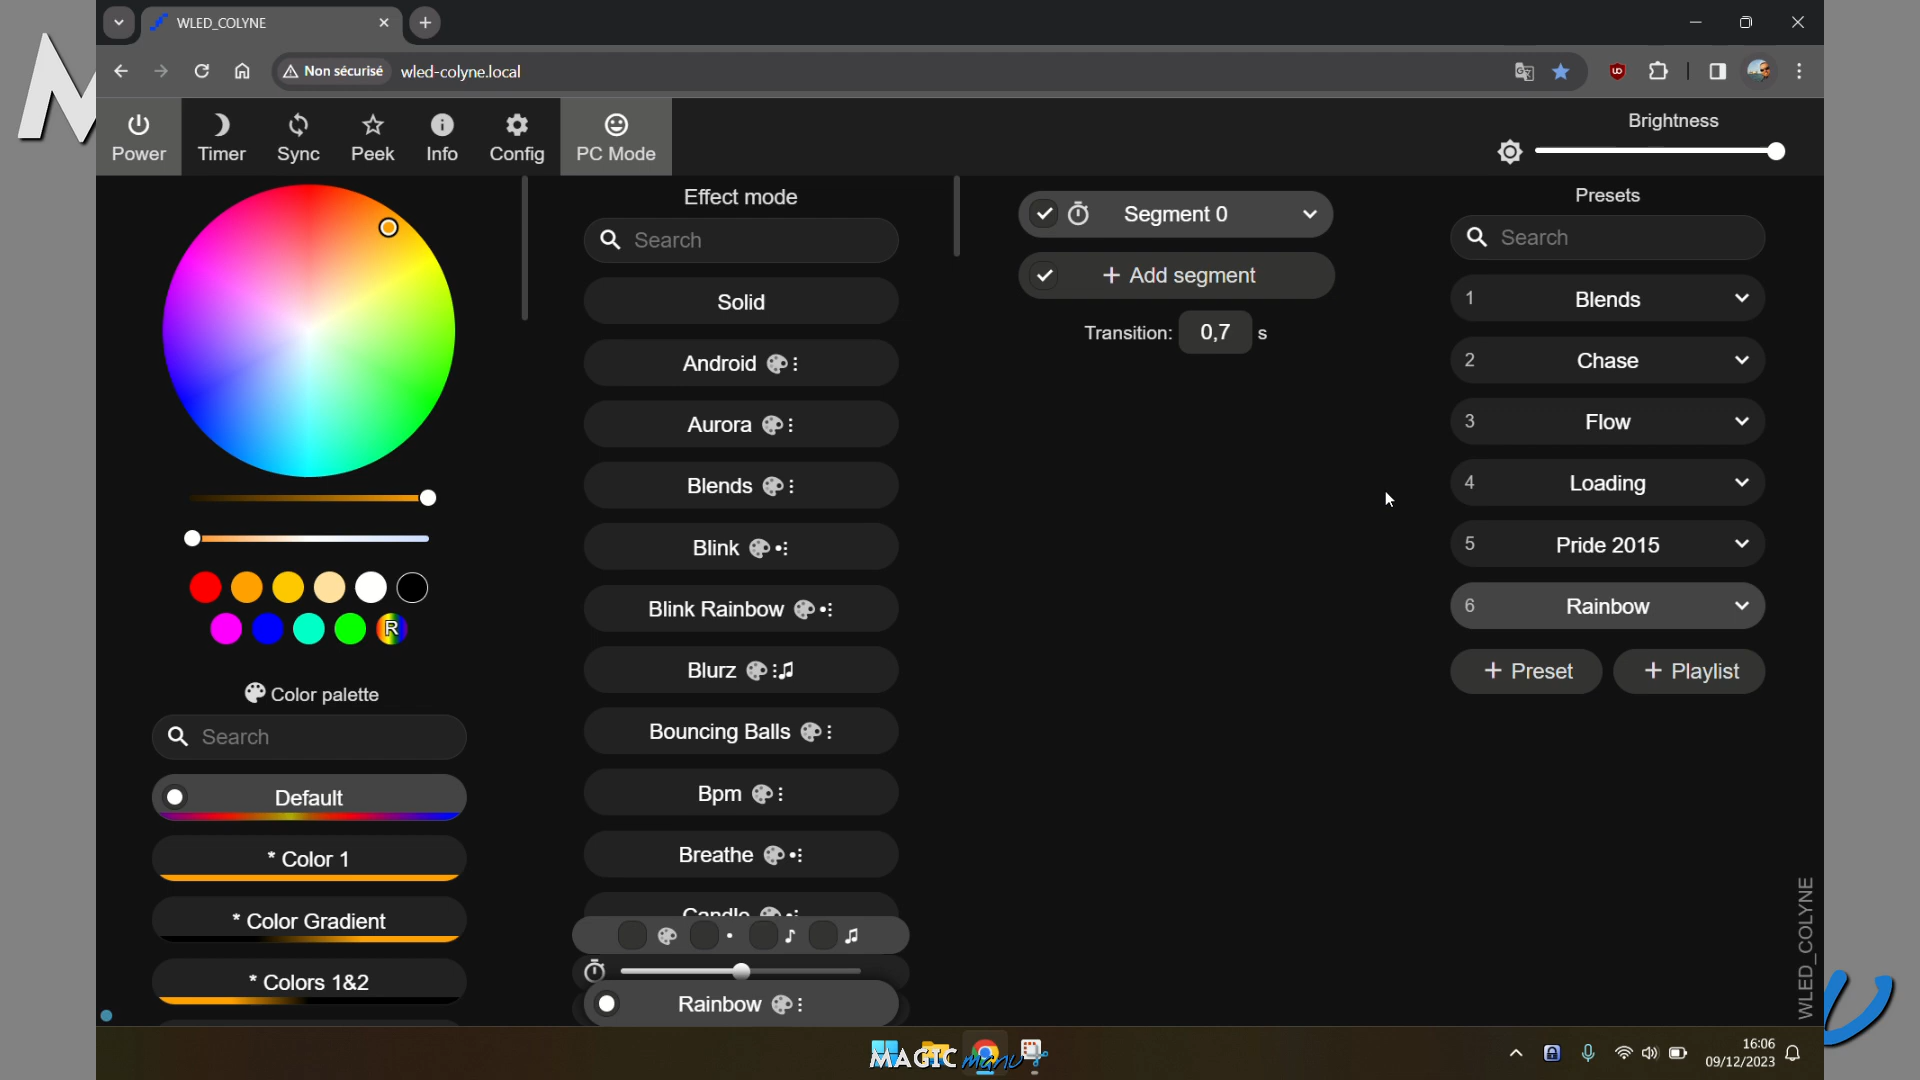 WLED_COLYNE
Non sécurisé wled-colyne.local
Power Timer Sync Peek Info Config PC Mode
Brightness
R
Color palette
Search
Default
* Color 1
* Color Gradient
* Colors 1&2
Effect mode
Search
Solid
Android
Aurora
Blends
Blink
Blink Rainbow
Blurz
Bouncing Balls
Bpm
Breathe
Candle
Rainbow
Segment 0
+ Add segment
Transition: 0,7 s
Presets
Search
1 Blends
2 Chase
3 Flow
4 Loading
5 Pride 2015
6 Rainbow
+ Preset + Playlist
WLED_COLYNE
MAGIC manu
16:06
09/12/2023